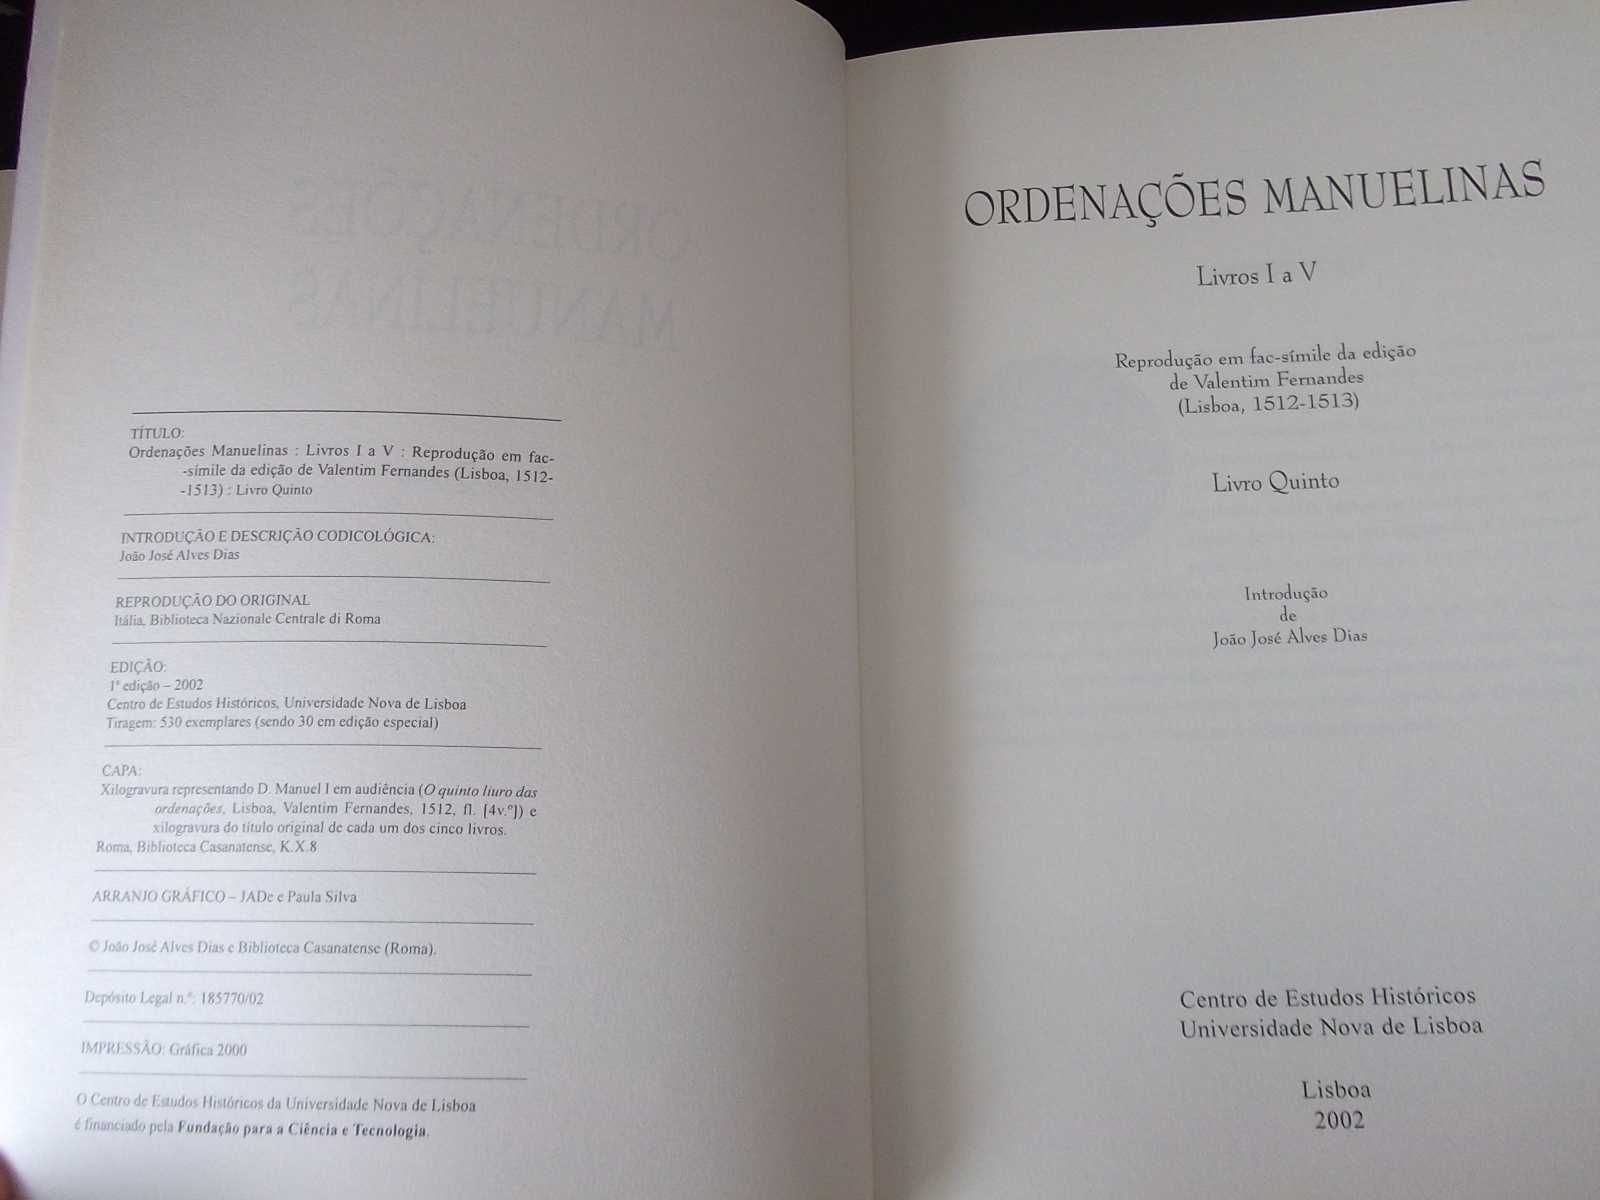 TÍTULO:
Ordenações Manuelinas : Livros I a V : Reprodução em fac-
-símile da edição de Valentim Fernandes (Lisboa, 1512-
-1513) : Livro Quinto
INTRODUÇÃO E DESCRIÇÃO CODICOLÓGICA:
João José Alves Dias
REPRODUÇÃO DO ORIGINAL
Itália, Biblioteca Nazionale Centrale di Roma
EDIÇÃO:
1ª edição – 2002
Centro de Estudos Históricos, Universidade Nova de Lisboa
Tiragem: 530 exemplares (sendo 30 em edição especial)
CAPA:
Xilogravura representando D. Manuel I em audiência (O quinto liuro das
ordenações, Lisboa, Valentim Fernandes, 1512, fl. [4v.º]) e
xilogravura do título original de cada um dos cinco livros.
Roma, Biblioteca Casanatense, K.X.8
ARRANJO GRÁFICO – JADe e Paula Silva
© João José Alves Dias e Biblioteca Casanatense (Roma).
Depósito Legal n.º: 185770/02
IMPRESSÃO: Gráfica 2000
O Centro de Estudos Históricos da Universidade Nova de Lisboa
é financiado pela Fundação para a Ciência e Tecnologia.
ORDENAÇÕES MANUELINAS
Livros I a V
Reprodução em fac-símile da edição
de Valentim Fernandes
(Lisboa, 1512-1513)
Livro Quinto
Introdução
de
João José Alves Dias
Centro de Estudos Históricos
Universidade Nova de Lisboa
Lisboa
2002